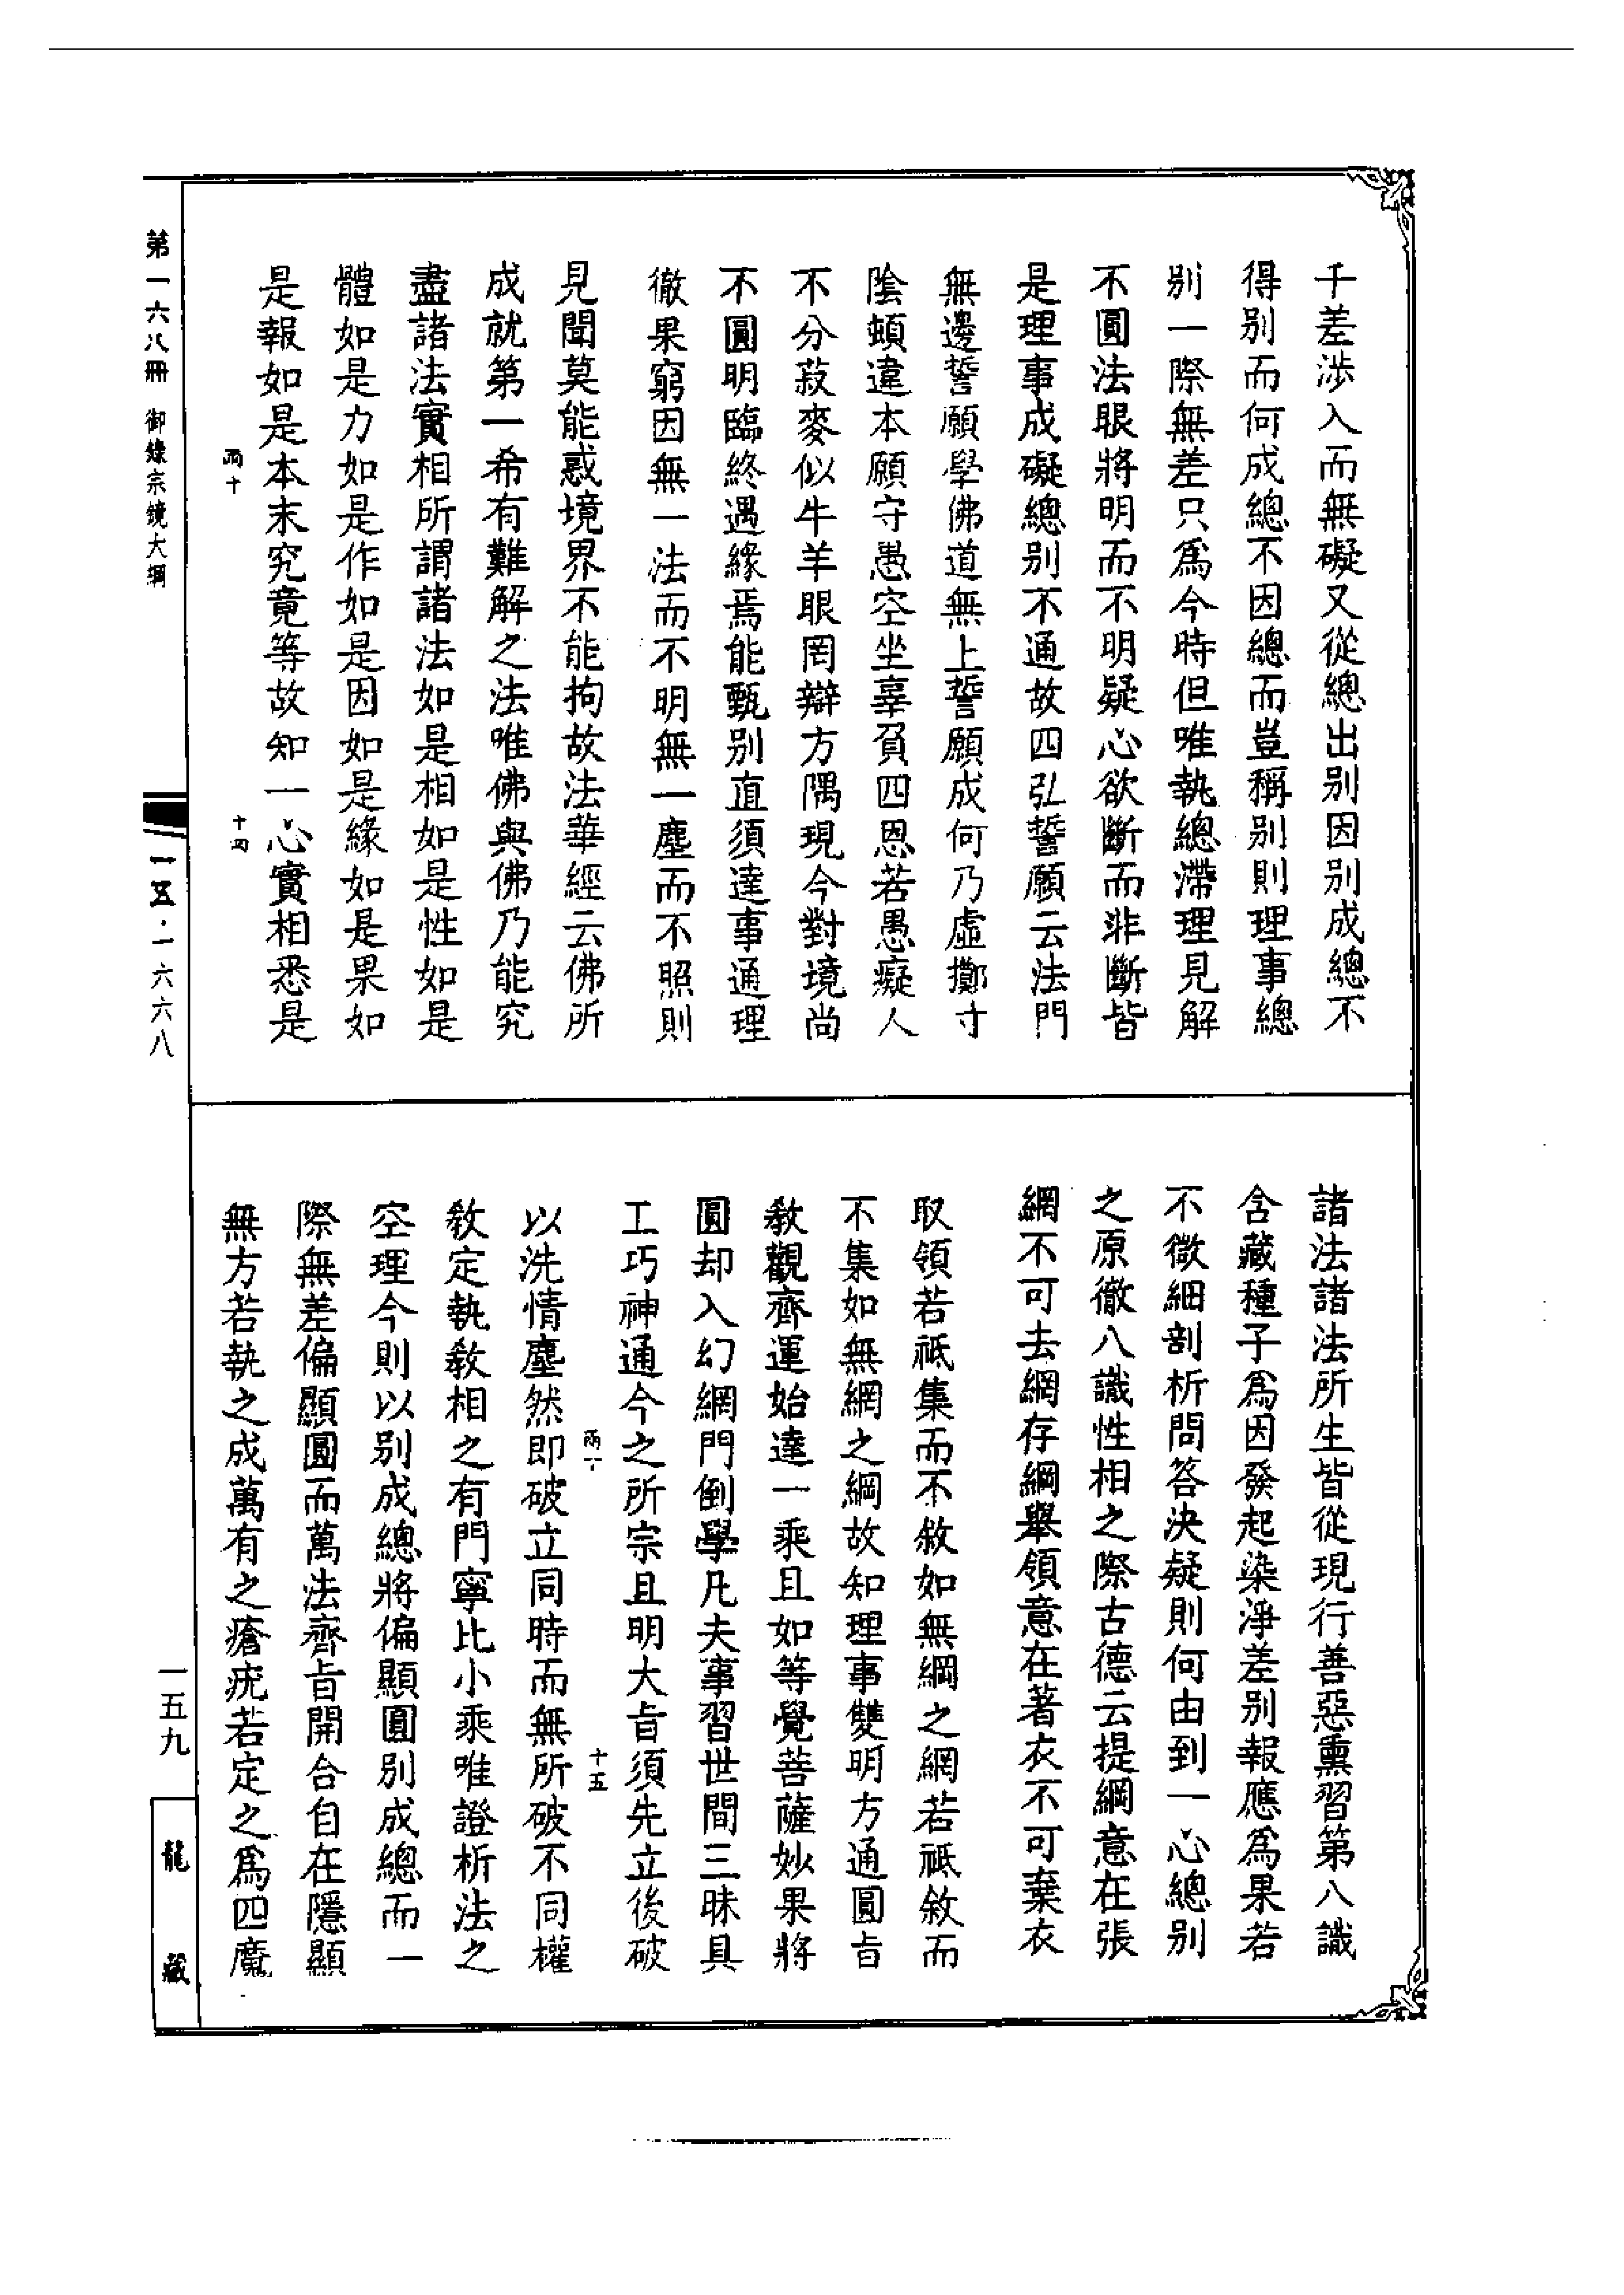 千差涉入而無礙又從總出別因別成總不
得別而何成總不因總而豈稱別則理事總
別一際無差只為今時但唯執總滯理見解
不圓法眼將明而不明疑心欲斷而非斷皆
是理事成礙總別不通故四弘誓願云法門
無邊誓願學佛道無上誓願成何乃虛擲寸
陰頓違本願守愚空坐辜負四恩若愚癡人
不分菽麥似牛羊眼罔辯方隅現今對境尚
不圓明臨終遇緣焉能甄別直須達事通理
徹果窮因無一法而不明無一塵而不照則
見聞莫能惑境界不能拘故法華經云佛所
成就第一希有難解之法唯佛與佛乃能究
盡諸法實相所謂諸法如是相如是性如是
體如是力如是作如是因如是緣如是果如
是報如是本末究竟等故知一心實相悉是
兩十
十四
諸法諸法所生皆從現行善惡熏習第八識
含藏種子為因發起染淨差別報應為果若
不微細剖析問答決疑則何由到一心總別
之原徹八識性相之際古德云提綱意在張
網不可去網存綱舉領意在著衣不可棄衣
取領若祇集而不敘如無綱之網若祇敘而
不集如無網之綱故知理事雙明方通圓旨
教觀齊運始達一乘且如等覺菩薩妙果將
圓却入幻網門倒學凡夫事習世間三昧具
工巧神通今之所宗且明大旨須先立後破
兩十
十五
以洗情塵然即破立同時而無所破不同權
教定執教相之有門寧比小乘唯證析法之
空理今則以別成總將偏顯圓別成總而一
際無差偏顯圓而萬法齊旨開合自在隱顯
無方若執之成萬有之瘡疣若定之為四魔
第一六八冊 御錄宗鏡大綱
一五·一六六八
一五九
龍藏